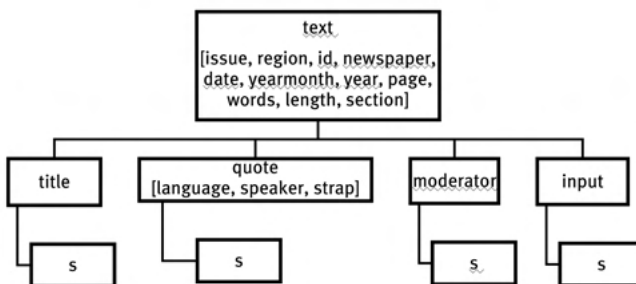 text
[issue, region, id, newspaper,
date, yearmonth, year, page,
words, length, section]
title
quote
[language, speaker, strap]
moderator
input
s
s
s
s